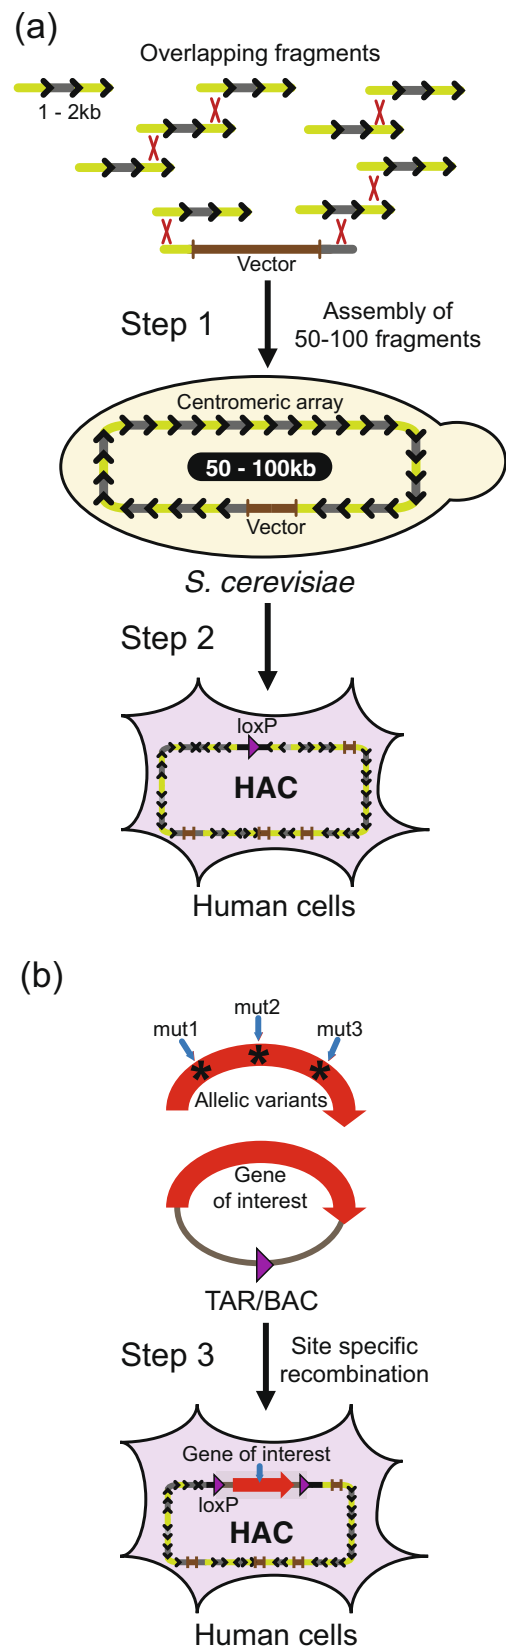 (a)
Overlapping fragments
1 - 2kb
Vector
Step 1
Assembly of
50-100 fragments
Centromeric array
50 - 100kb
Vector
S. cerevisiae
Step 2
loxP
HAC
Human cells
(b)
mut2
mut1
mut3
*
*
*
Allelic variants
Gene
of interest
TAR/BAC
Step 3
Site specific
recombination
Gene of interest
loxP
HAC
Human cells